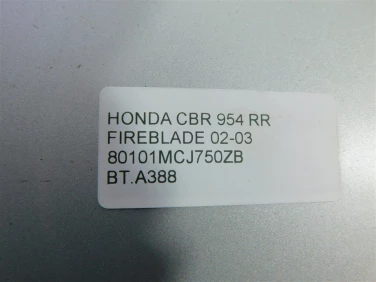 HONDA CBR 954 RR
FIREBLADE 02-03
80101MCJ750ZB
BT.A388